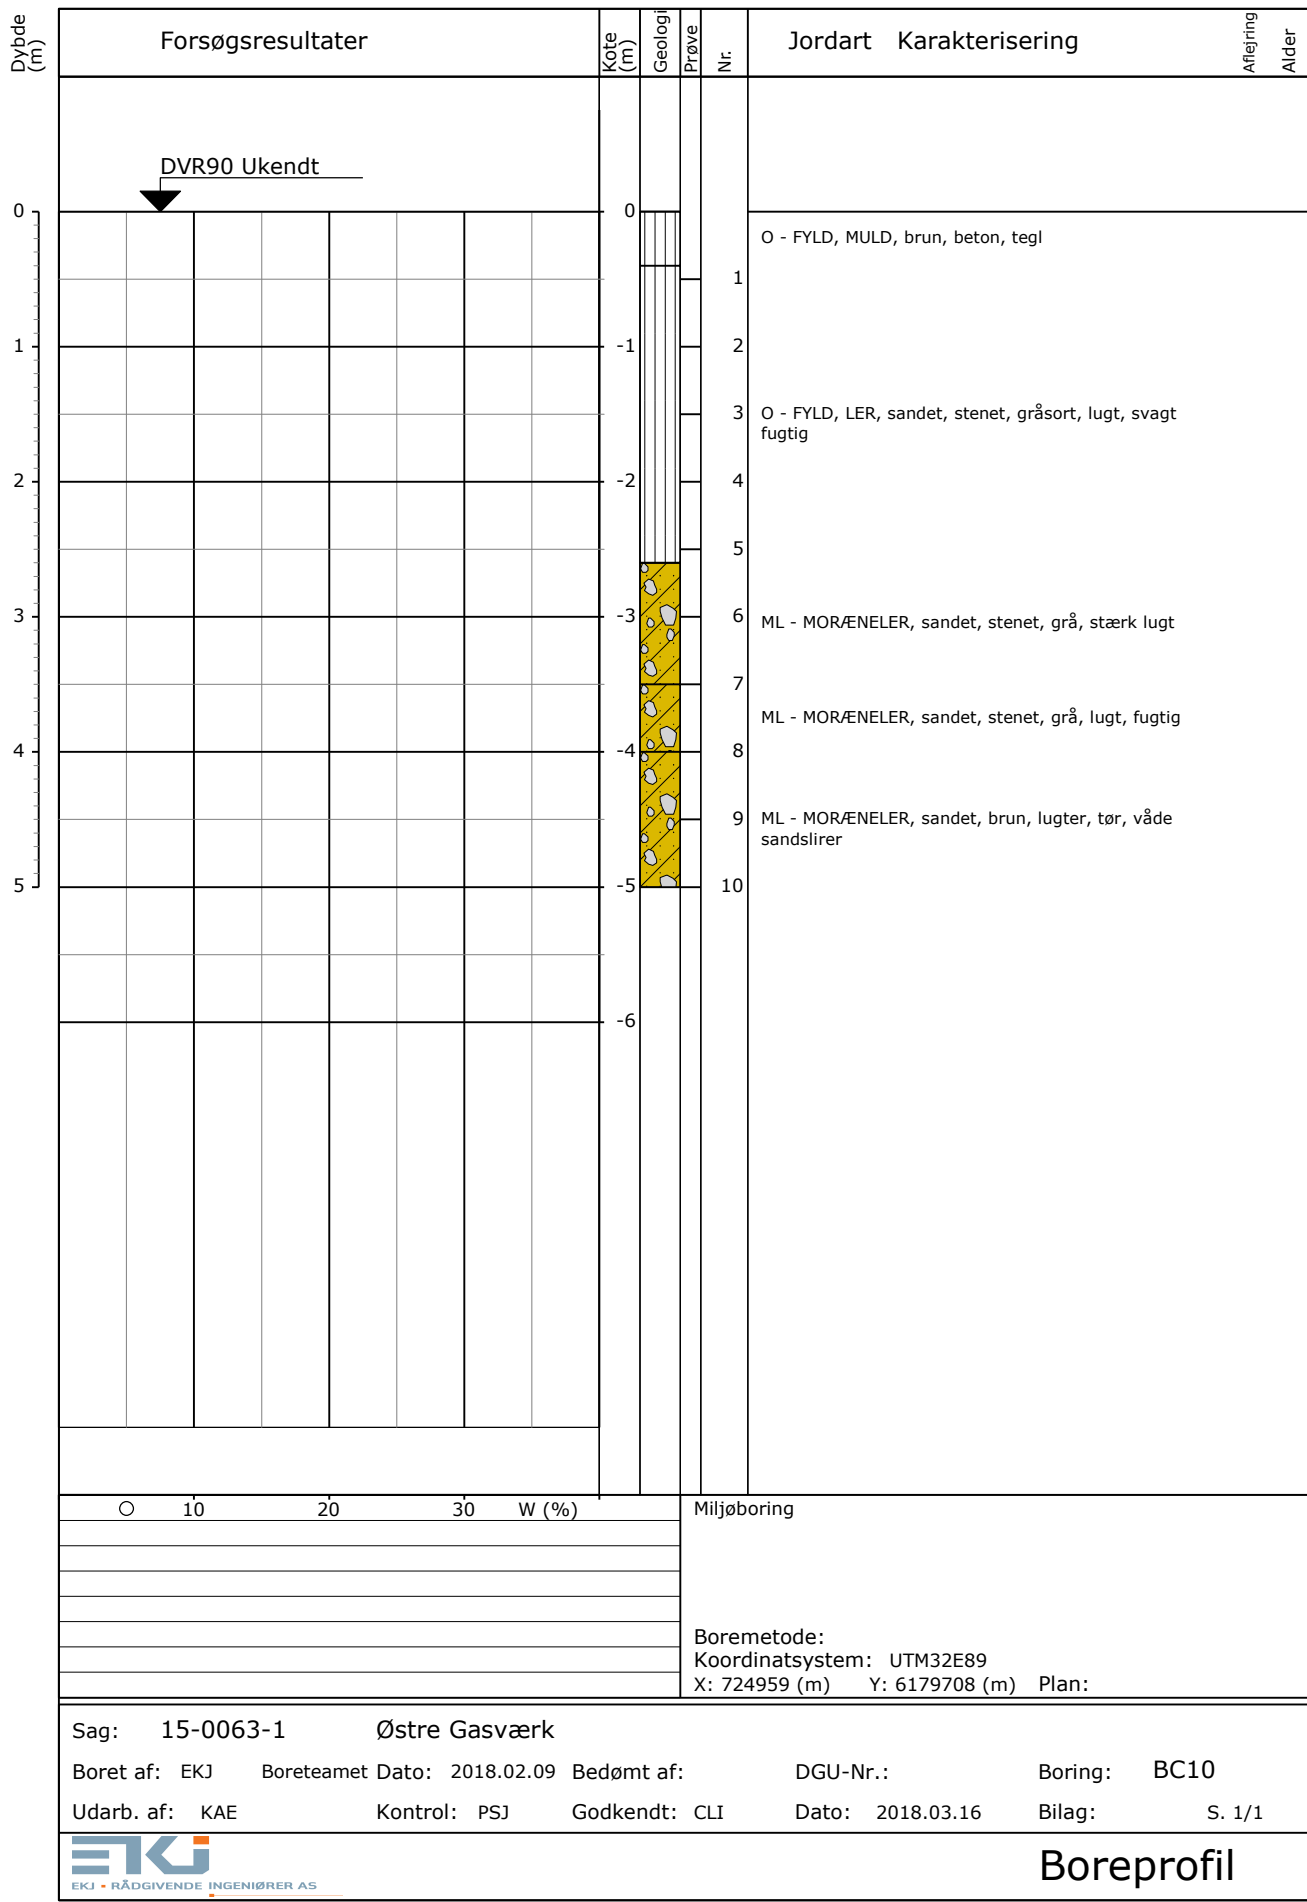 Dybde (m)
Forsøgsresultater
Kote (m)
Geologi
Prøve
Nr.
Jordart Karakterisering
Aflejring
Alder
DVR90 Ukendt
0 0
O - FYLD, MULD, brun, beton, tegl
1
1 -1 2
3 O - FYLD, LER, sandet, stenet, gråsort, lugt, svagt
fugtig
2 -2 4
5
3 -3 6 ML - MORÆNELER, sandet, stenet, grå, stærk lugt
7
ML - MORÆNELER, sandet, stenet, grå, lugt, fugtig
4 -4 8
9 ML - MORÆNELER, sandet, brun, lugter, tør, våde
sandslirer
5 -5 10
-6
10 20 30 W (%)
Miljøboring
Boremetode:
Koordinatsystem: UTM32E89
X: 724959 (m) Y: 6179708 (m) Plan:
Sag: 15-0063-1 Østre Gasværk
Boret af: EKJ Boreteamet Dato: 2018.02.09 Bedømt af: DGU-Nr.: Boring: BC10
Udarb. af: KAE Kontrol: PSJ Godkendt: CLI Dato: 2018.03.16 Bilag: S. 1/1
EKJ
EKJ - RÅDGIVENDE INGENIØRER AS
Boreprofil